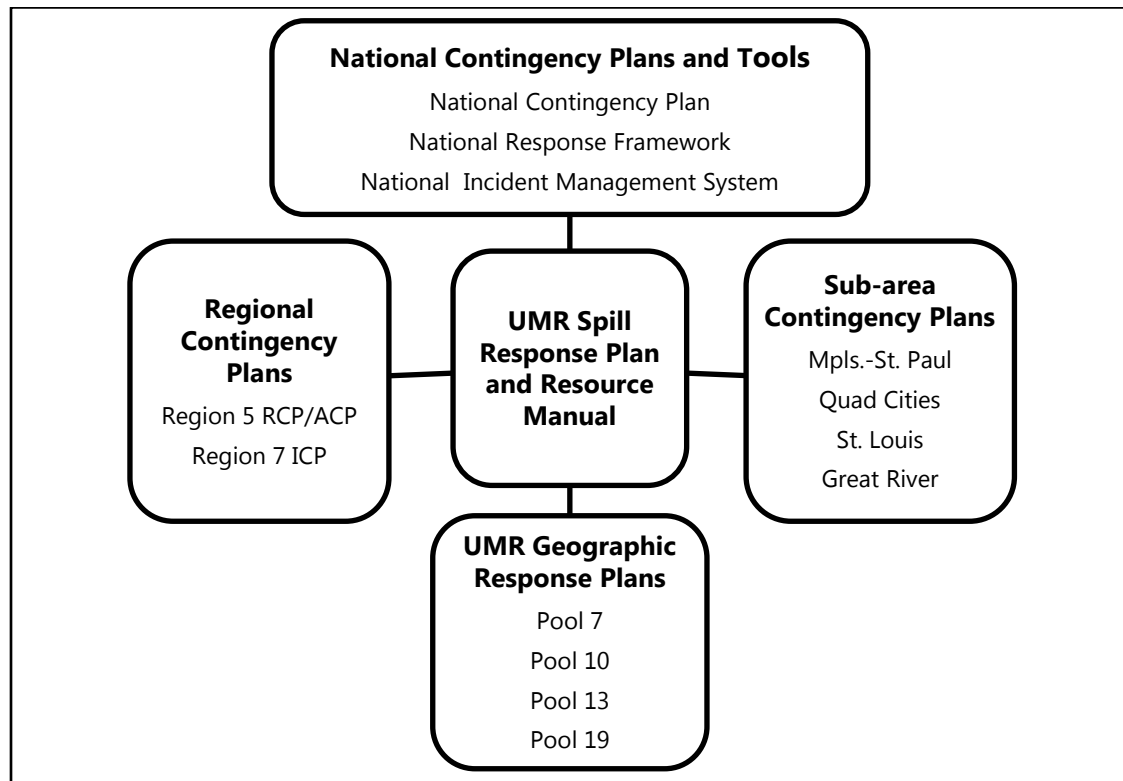 National Contingency Plans and Tools
National Contingency Plan
National Response Framework
National  Incident Management System
Regional
Contingency
Plans
Region 5 RCP/ACP
Region 7 ICP
UMR Spill
Response Plan
and Resource
Manual
Sub-area
Contingency Plans
Mpls.-St. Paul
Quad Cities
St. Louis
Great River
UMR Geographic
Response Plans
Pool 7
Pool 10
Pool 13
Pool 19